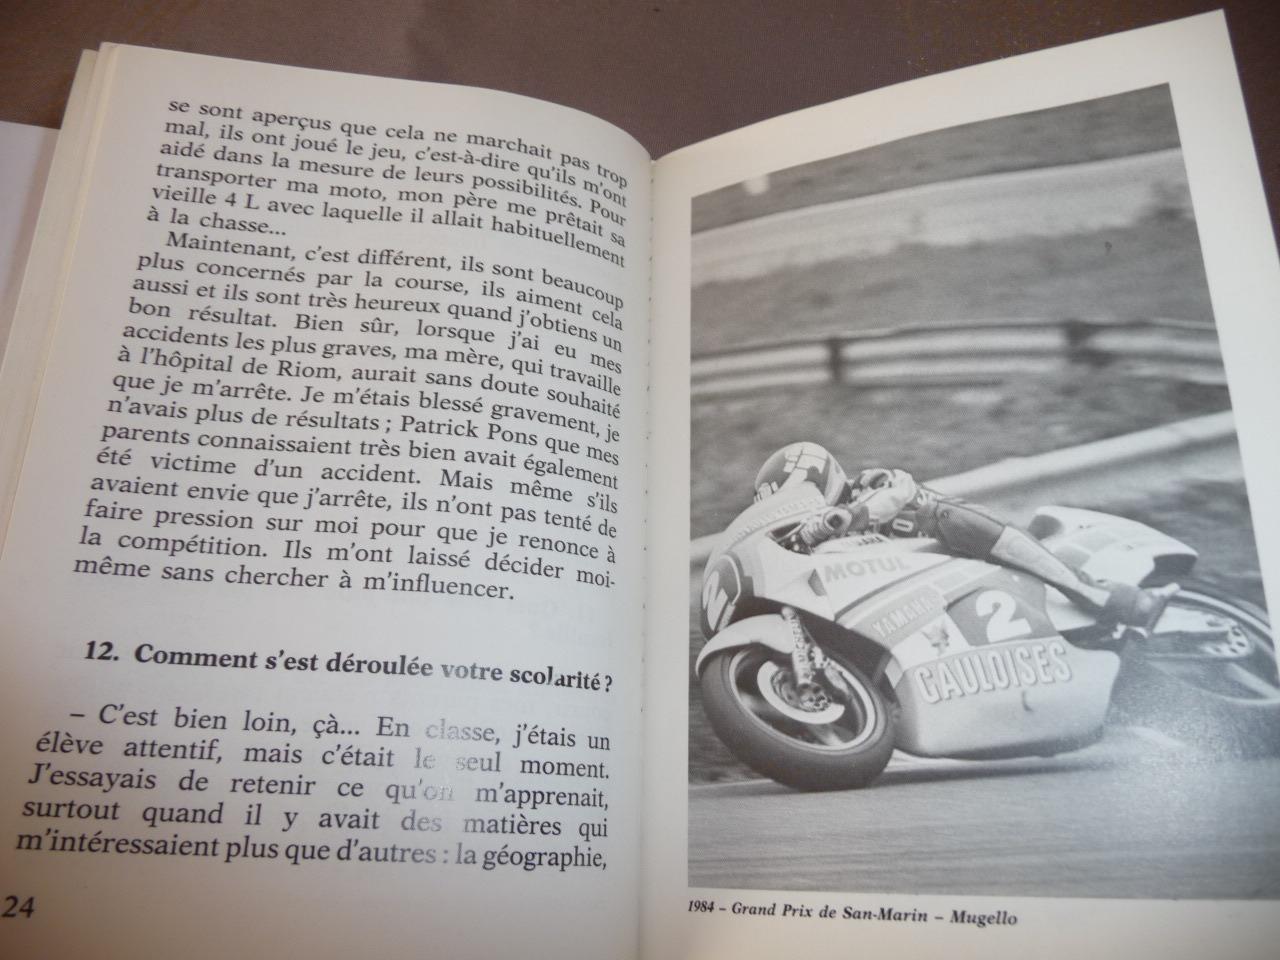 se sont aperçus que cela ne marchait pas trop
mal, ils ont joué le jeu, c'est-à-dire qu'ils m'ont
aidé dans la mesure de leurs possibilités. Pour
transporter ma moto, mon père me prêtait sa
vieille 4 L avec laquelle il allait habituellement
à la chasse...
Maintenant, c'est différent, ils sont beaucoup
plus concernés par la course, ils aiment cela
aussi et ils sont très heureux quand j'obtiens un
bon résultat. Bien sûr, lorsque j'ai eu mes
accidents les plus graves, ma mère, qui travaille
à l'hôpital de Riom, aurait sans doute souhaité
que je m'arrête. Je m'étais blessé gravement, je
n'avais plus de résultats ; Patrick Pons que mes
parents connaissaient très bien avait également
été victime d'un accident. Mais même s'ils
avaient envie que j'arrête, ils n'ont pas tenté de
faire pression sur moi pour que je renonce à
la compétition. Ils m'ont laissé décider moi-
même sans chercher à m'influencer.
12. Comment s'est déroulée votre scolarité ?
– C'est bien loin, çà... En classe, j'étais un
élève attentif, mais c'était le seul moment.
J'essayais de retenir ce qu'on m'apprenait,
surtout quand il y avait des matières qui
m'intéressaient plus que d'autres : la géographie,
24
MOTUL
2
YAMAHA
2
GAULOISES
1984 – Grand Prix de San-Marin – Mugello